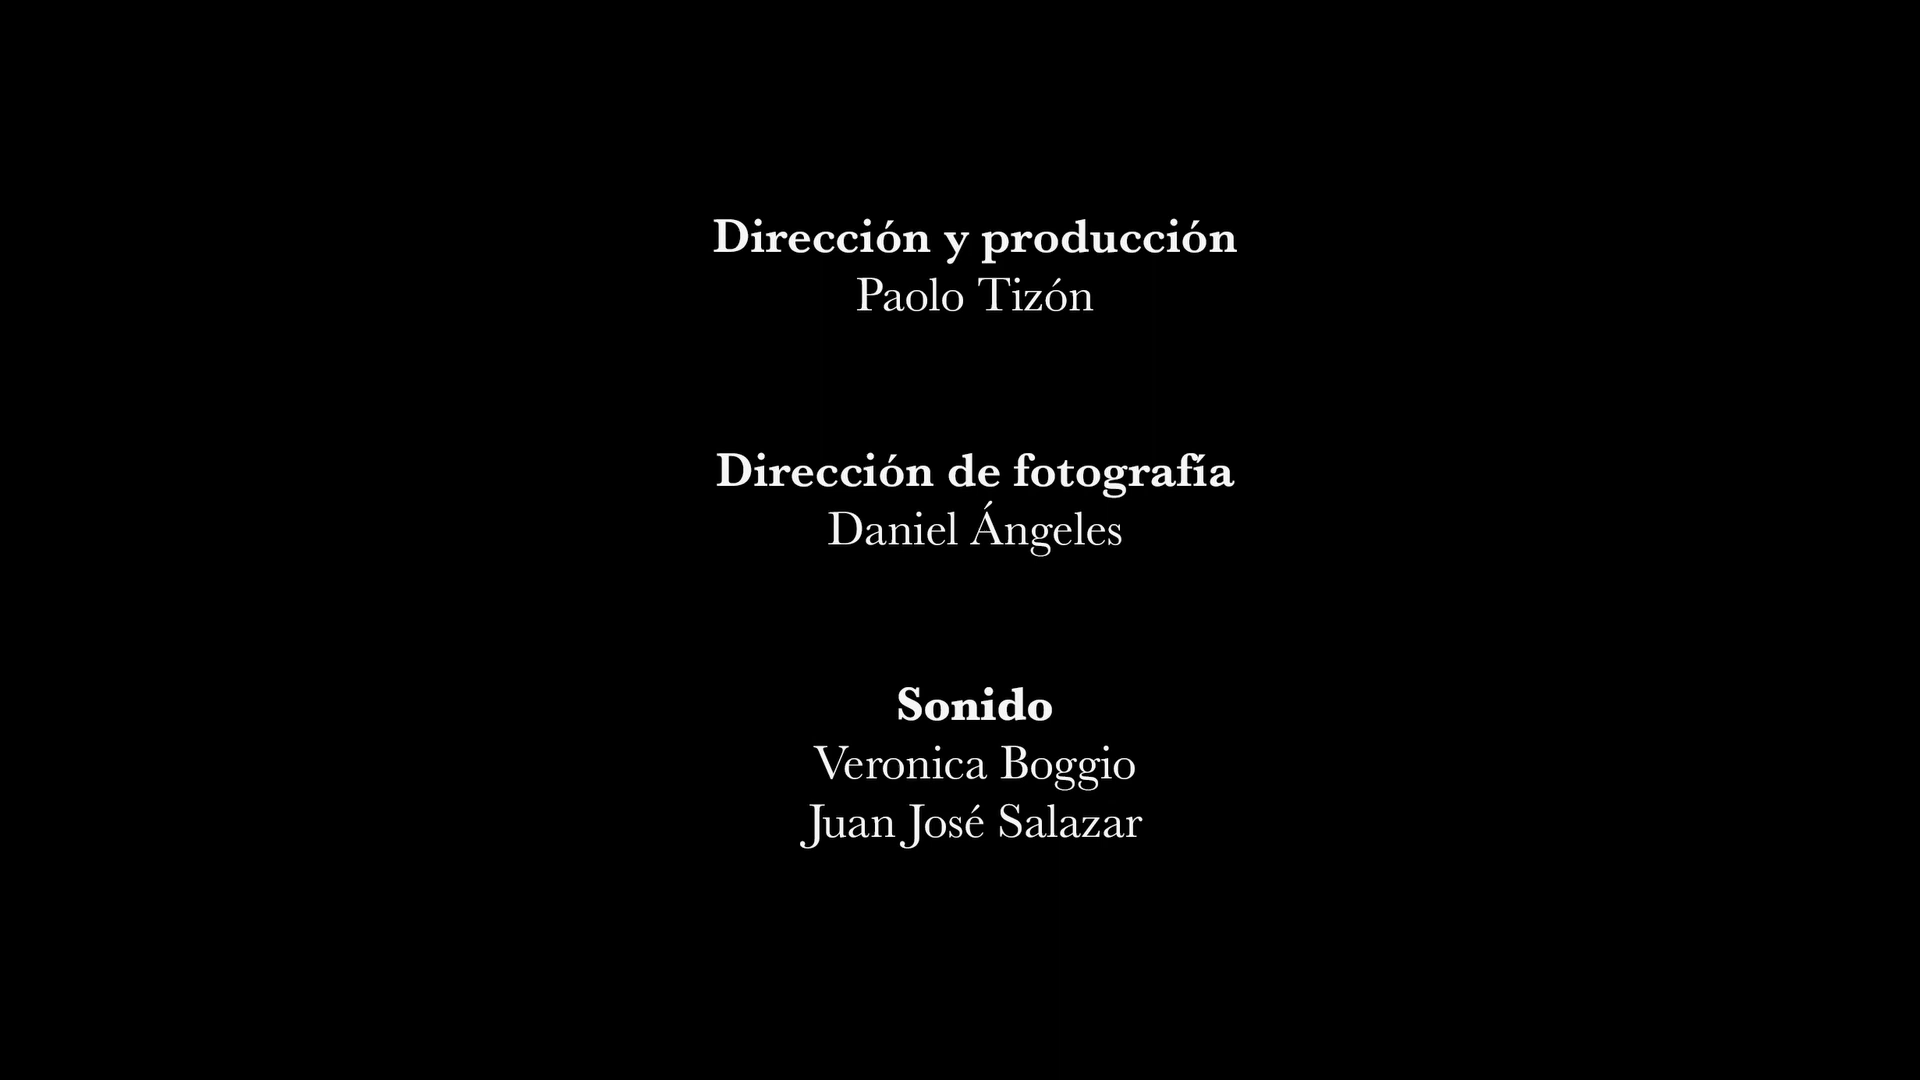 Dirección y producción
Paolo Tizón
Dirección de fotografía
Daniel Ángeles
Sonido
Veronica Boggio
Juan José Salazar